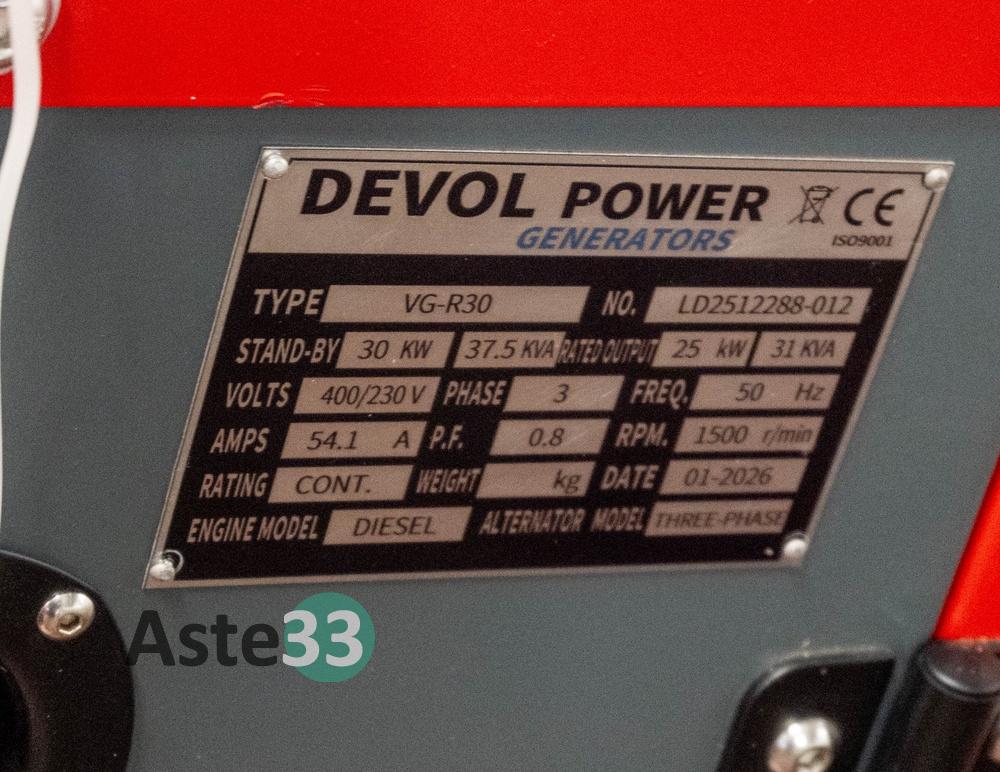 DEVOL POWER
GENERATORS
CE
ISO9001
TYPE VG-R30 NO. LD2512288-012
STAND-BY 30 KW 37.5 KVA RATED OUTPUT 25 kW 31 KVA
VOLTS 400/230 V PHASE 3 FREQ. 50 Hz
AMPS 54.1 A P.F. 0.8 RPM. 1500 r/min
RATING CONT. WEIGHT kg DATE 01-2026
ENGINE MODEL DIESEL ALTERNATOR MODEL THREE-PHASE
Aste33